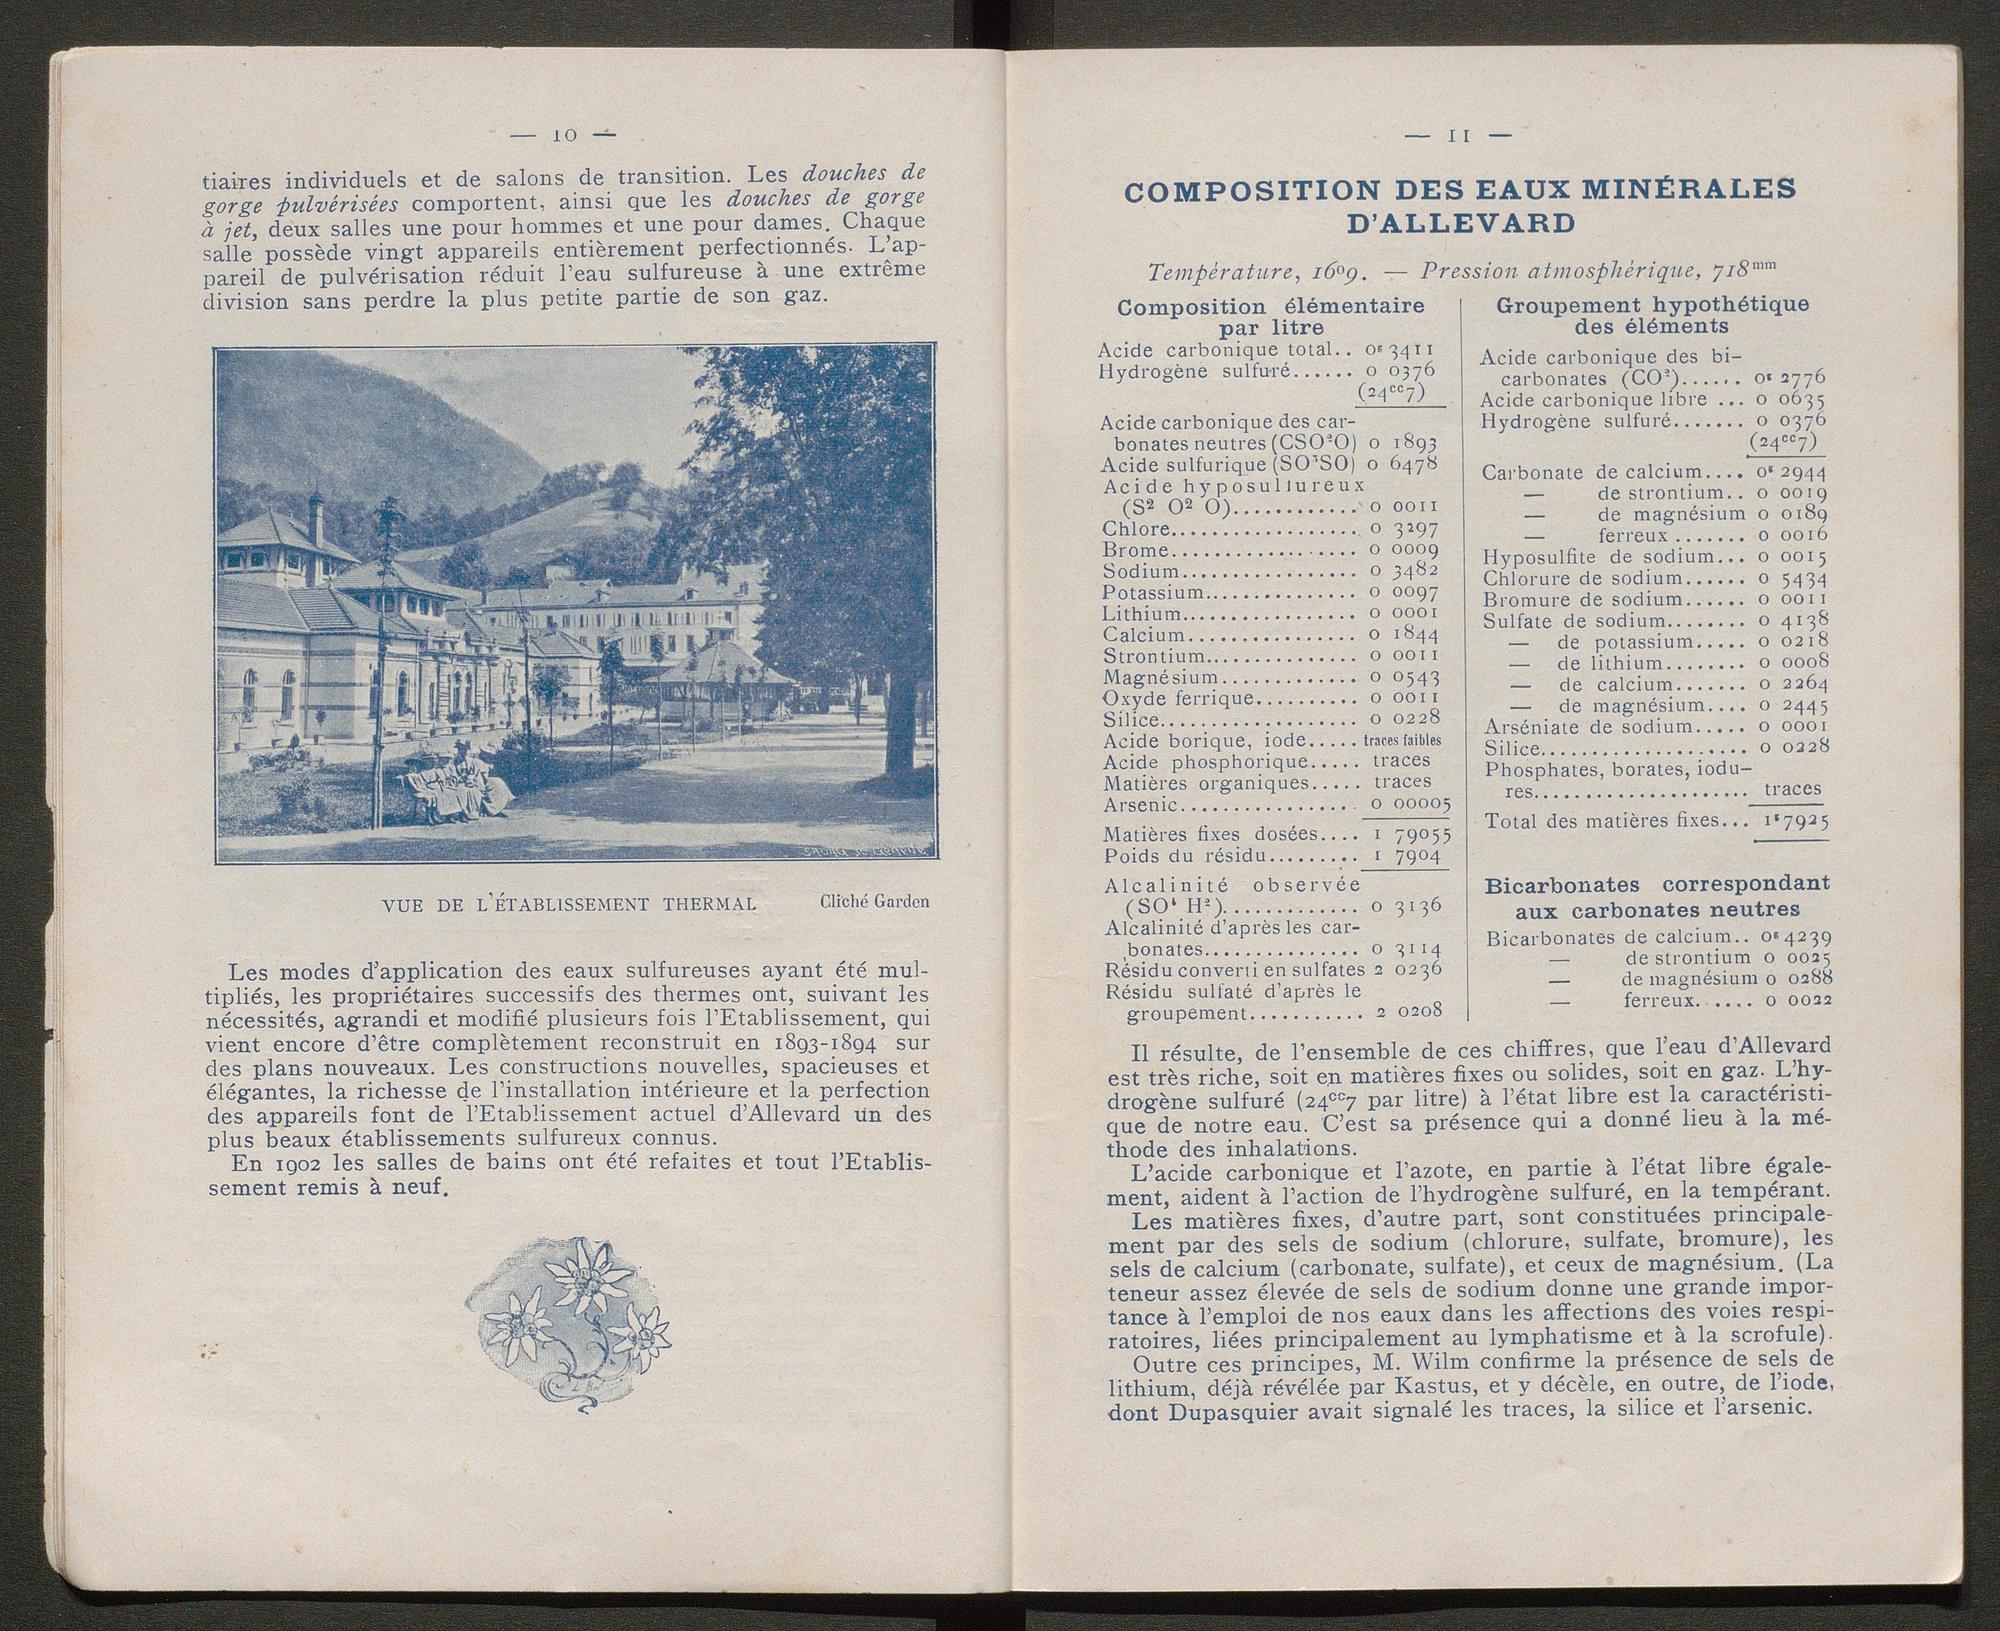 — 10 —
tiaires individuels et de salons de transition. Les douches de
gorge pulvérisées comportent, ainsi que les douches de gorge
à jet, deux salles une pour hommes et une pour dames. Chaque
salle possède vingt appareils entièrement perfectionnés. L'ap-
pareil de pulvérisation réduit l'eau sulfureuse à une extrême
division sans perdre la plus petite partie de son gaz.
VUE DE L'ÉTABLISSEMENT THERMAL Cliché Garden
Les modes d'application des eaux sulfureuses ayant été mul-
tipliés, les propriétaires successifs des thermes ont, suivant les
nécessités, agrandi et modifié plusieurs fois l'Etablissement, qui
vient encore d'être complètement reconstruit en 1893-1894 sur
des plans nouveaux. Les constructions nouvelles, spacieuses et
élégantes, la richesse de l'installation intérieure et la perfection
des appareils font de l'Etablissement actuel d'Allevard un des
plus beaux établissements sulfureux connus.
En 1902 les salles de bains ont été refaites et tout l'Etablis-
sement remis à neuf.
— 11 —
COMPOSITION DES EAUX MINÉRALES
D'ALLEVARD
Température, 16º9. — Pression atmosphérique, 718mm
Composition élémentaire
par litre
Acide carbonique total.. 0g 3411
Hydrogène sulfuré...... 0 0376
(24cc7)
Acide carbonique des car-
bonates neutres (CSO²O) 0 1893
Acide sulfurique (SO³SO) 0 6478
Acide hyposulfureux
(S² O² O)............ 0 0011
Chlore.................. 0 3297
Brome.................. 0 0009
Sodium................. 0 3482
Potassium............... 0 0097
Lithium................. 0 0001
Calcium................ 0 1844
Strontium............... 0 0011
Magnésium............. 0 0543
Oxyde ferrique.......... 0 0011
Silice................... 0 0228
Acide borique, iode..... traces faibles
Acide phosphorique..... traces
Matières organiques..... traces
Arsenic................. 0 00005
Matières fixes dosées.... 1 79055
Poids du résidu......... 1 7904
Alcalinité observée
(SO⁴ H²)............. 0 3136
Alcalinité d'après les car-
bonates............... 0 3114
Résidu converti en sulfates 2 0236
Résidu sulfaté d'après le
groupement........... 2 0208
Groupement hypothétique
des éléments
Acide carbonique des bi-
carbonates (CO²)...... 0g 2776
Acide carbonique libre ... 0 0635
Hydrogène sulfuré....... 0 0376
(24cc7)
Carbonate de calcium.... 0g 2944
— de strontium.. 0 0019
— de magnésium 0 0189
— ferreux ....... 0 0016
Hyposulfite de sodium... 0 0015
Chlorure de sodium...... 0 5434
Bromure de sodium...... 0 0011
Sulfate de sodium........ 0 4138
— de potassium..... 0 0218
— de lithium........ 0 0008
— de calcium....... 0 2264
— de magnésium.... 0 2445
Arséniate de sodium..... 0 0001
Silice.................... 0 0228
Phosphates, borates, iodu-
res..................... traces
Total des matières fixes... 1g7925
Bicarbonates correspondant
aux carbonates neutres
Bicarbonates de calcium.. 0g 4239
— de strontium 0 0025
— de magnésium 0 0288
— ferreux...... 0 0022
Il résulte, de l'ensemble de ces chiffres, que l'eau d'Allevard
est très riche, soit en matières fixes ou solides, soit en gaz. L'hy-
drogène sulfuré (24cc7 par litre) à l'état libre est la caractéristi-
que de notre eau. C'est sa présence qui a donné lieu à la mé-
thode des inhalations.
L'acide carbonique et l'azote, en partie à l'état libre égale-
ment, aident à l'action de l'hydrogène sulfuré, en la tempérant.
Les matières fixes, d'autre part, sont constituées principale-
ment par des sels de sodium (chlorure, sulfate, bromure), les
sels de calcium (carbonate, sulfate), et ceux de magnésium. (La
teneur assez élevée de sels de sodium donne une grande impor-
tance à l'emploi de nos eaux dans les affections des voies respi-
ratoires, liées principalement au lymphatisme et à la scrofule).
Outre ces principes, M. Wilm confirme la présence de sels de
lithium, déjà révélée par Kastus, et y décèle, en outre, de l'iode,
dont Dupasquier avait signalé les traces, la silice et l'arsenic.